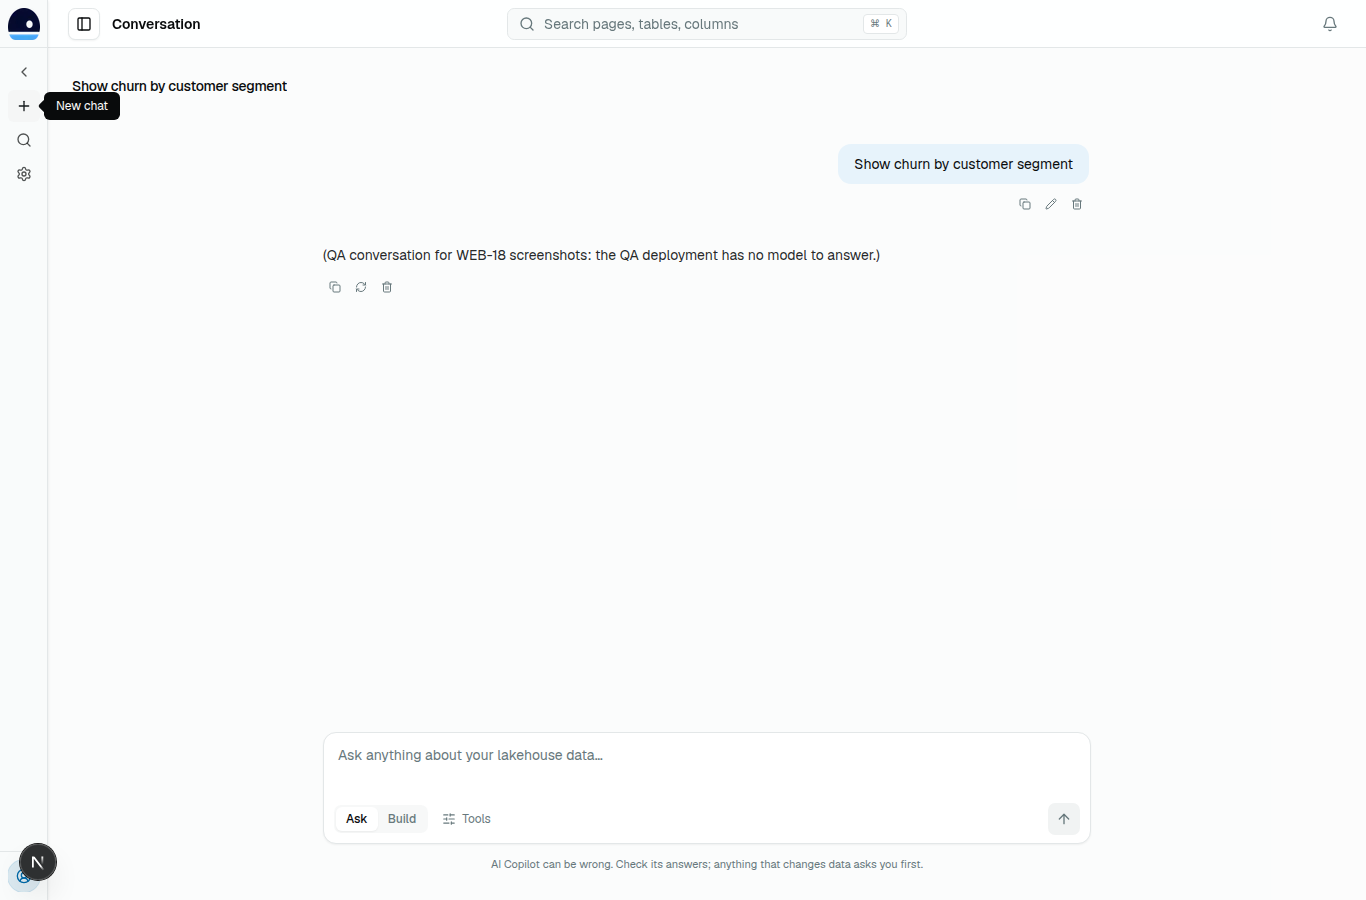 Conversation
Search pages, tables, columns
⌘ K
Show churn by customer segment
New chat
Show churn by customer segment
(QA conversation for WEB-18 screenshots: the QA deployment has no model to answer.)
Ask anything about your lakehouse data…
Ask
Build
Tools
N
AI Copilot can be wrong. Check its answers; anything that changes data asks you first.